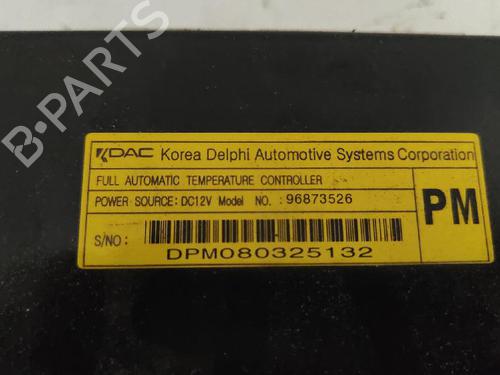 KDAC Korea Delphi Automotive Systems Corporation
FULL AUTOMATIC TEMPERATURE CONTROLLER
POWER SOURCE: DC12V Model NO. : 96873526
PM
S/NO :
DPM080325132
B-PARTS